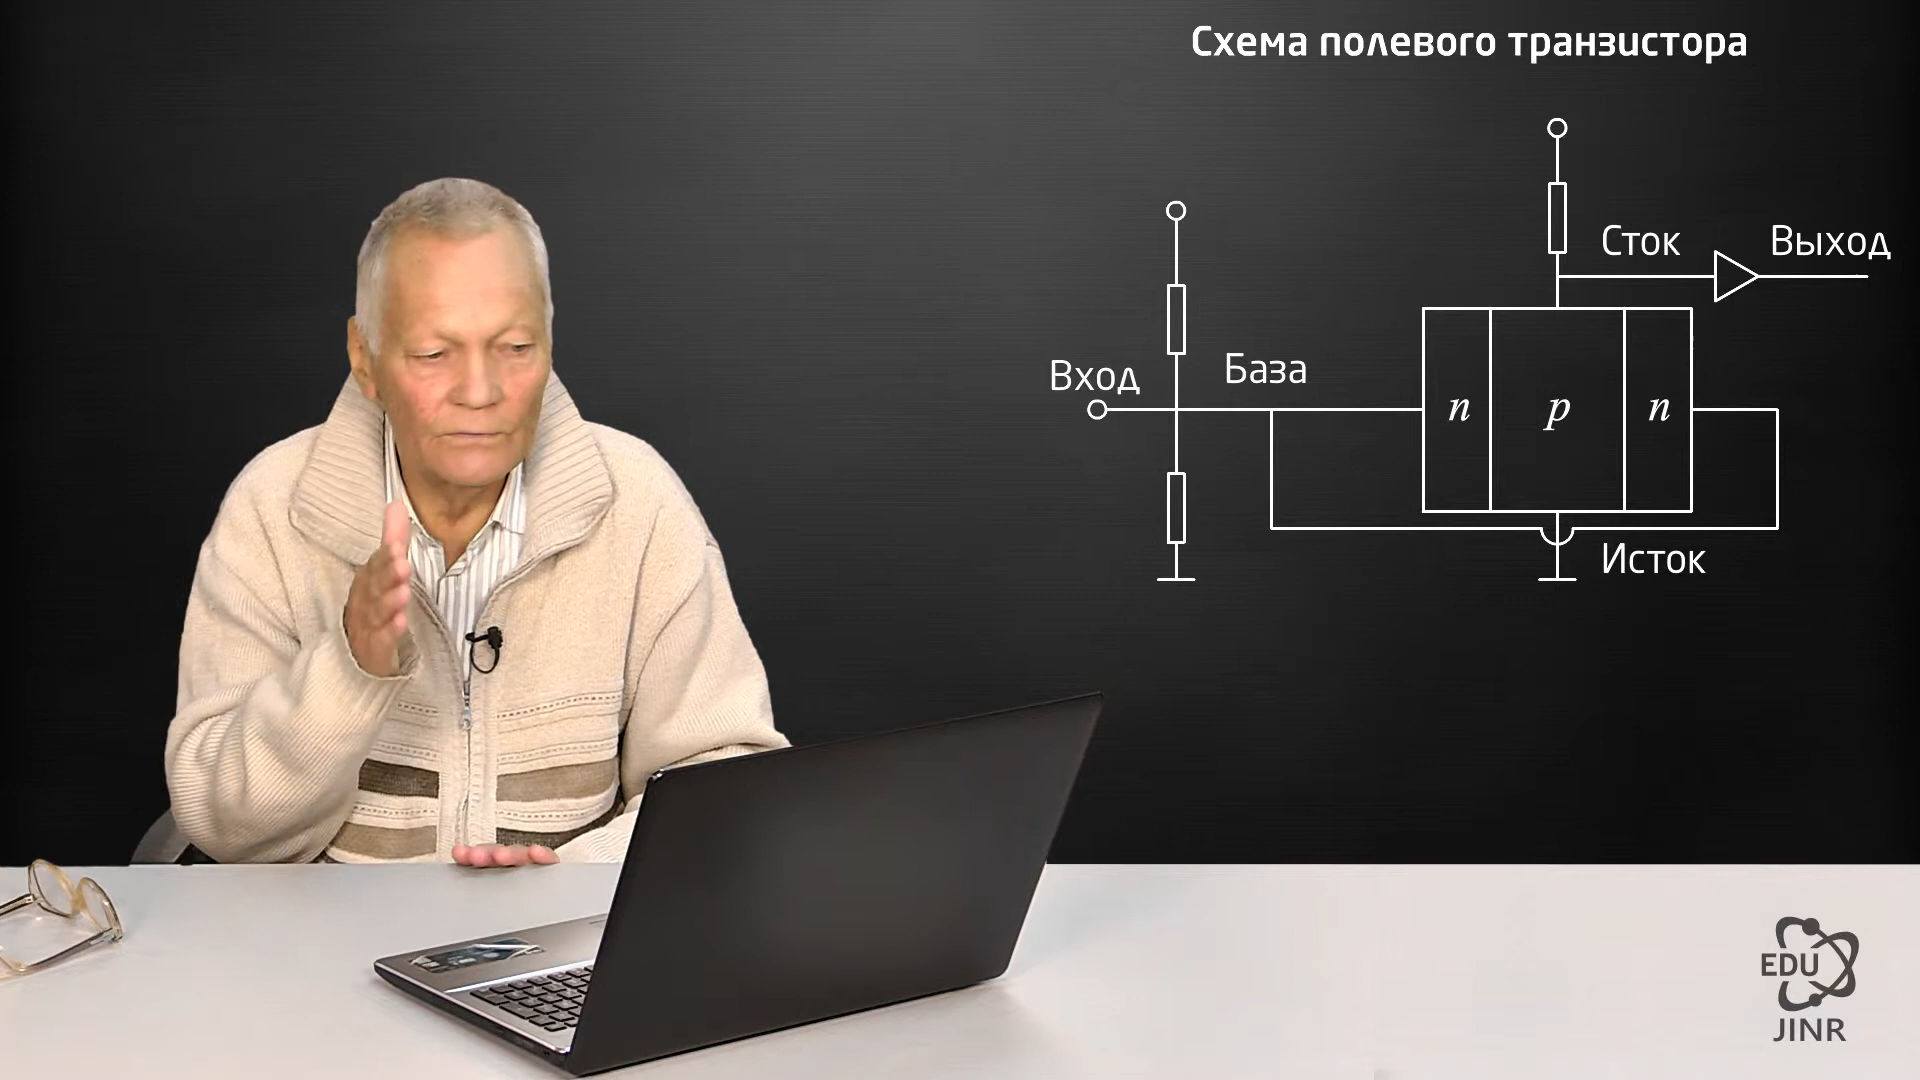 Схема полевого транзистора
Сток
Выход
Вход
База
n
p
n
Исток
EDU
JINR